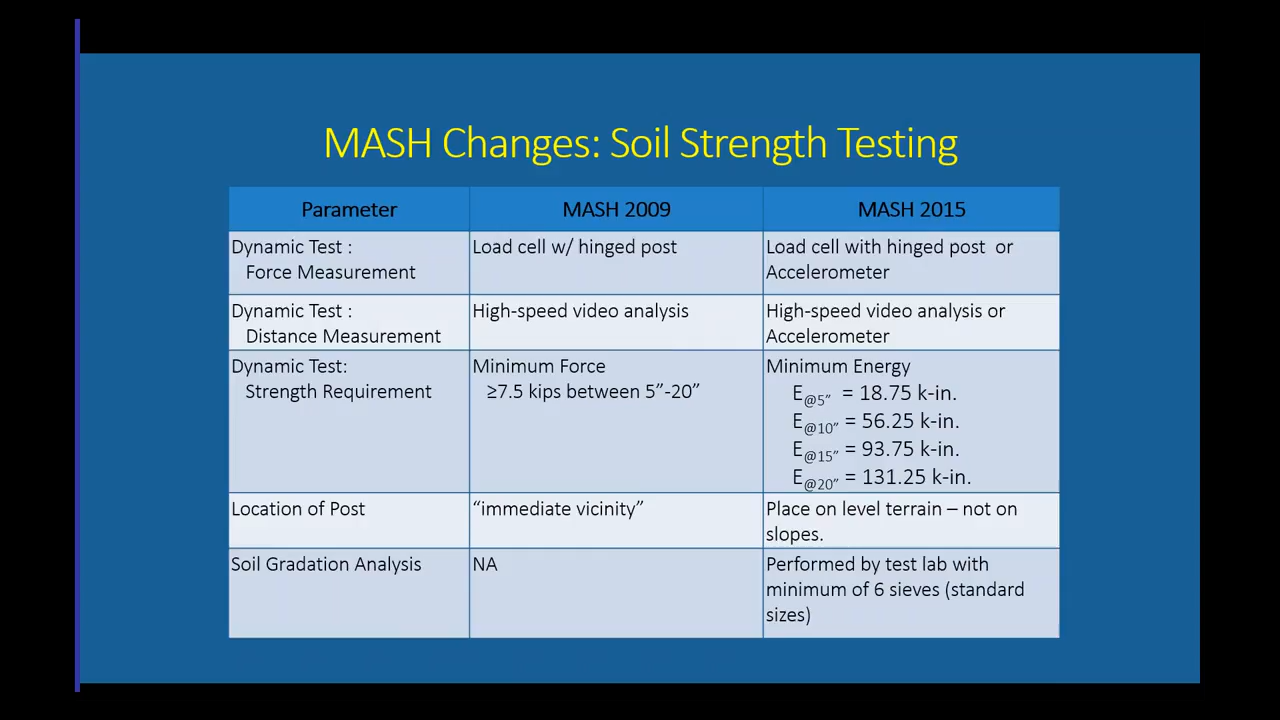 MASH Changes: Soil Strength Testing
Parameter
MASH 2009
MASH 2015
Dynamic Test :
Force Measurement
Load cell w/ hinged post
Load cell with hinged post or
Accelerometer
Dynamic Test :
Distance Measurement
High-speed video analysis
High-speed video analysis or
Accelerometer
Dynamic Test:
Strength Requirement
Minimum Force
≥7.5 kips between 5”-20”
Minimum Energy
E@5” = 18.75 k-in.
E@10” = 56.25 k-in.
E@15” = 93.75 k-in.
E@20” = 131.25 k-in.
Location of Post
“immediate vicinity”
Place on level terrain – not on
slopes.
Soil Gradation Analysis
NA
Performed by test lab with
minimum of 6 sieves (standard
sizes)